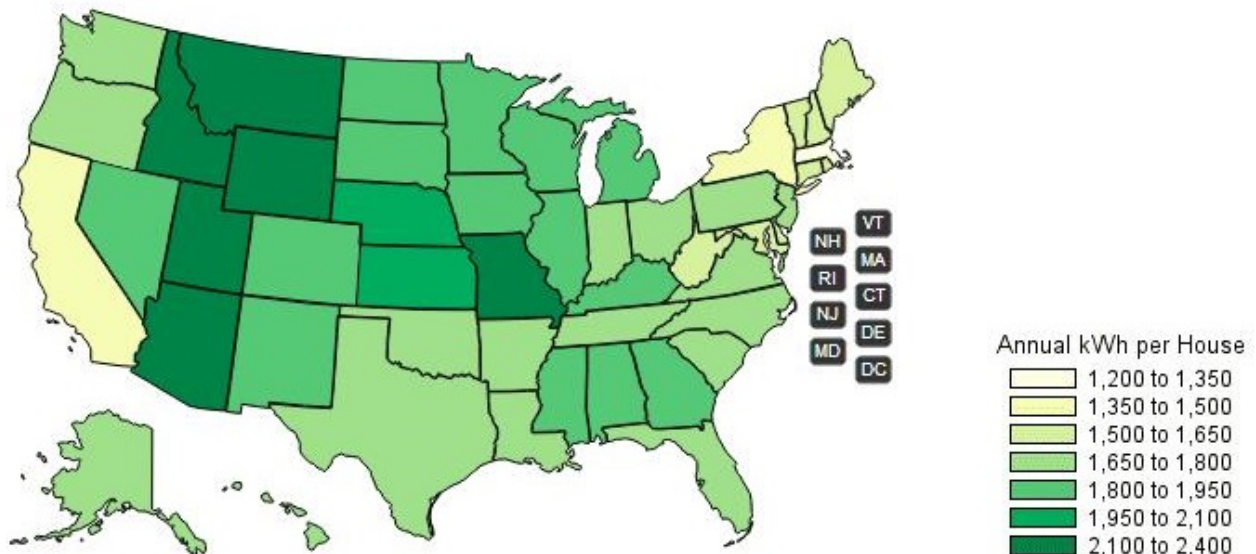 VT
NH
MA
RI
CT
NJ
DE
MD
DC
Annual kWh per House
1,200 to 1,350
1,350 to 1,500
1,500 to 1,650
1,650 to 1,800
1,800 to 1,950
1,950 to 2,100
2,100 to 2,400